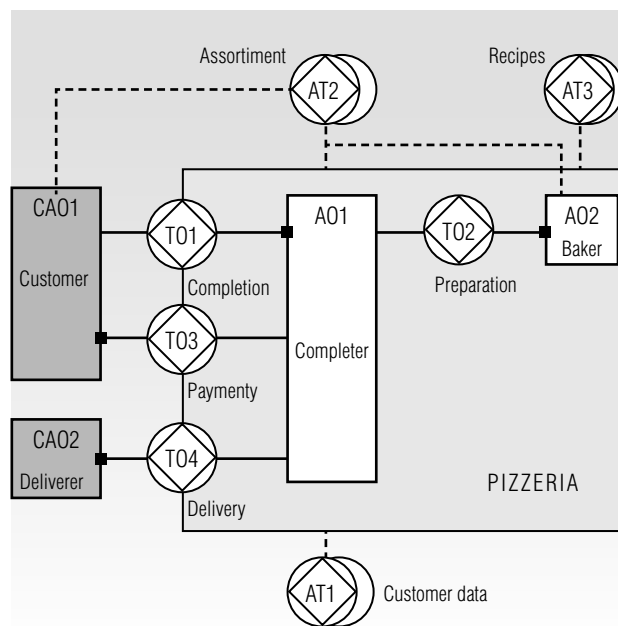 Assortiment
Recipes
AT2
AT3
CA01
Customer
T01
A01
T02
A02
Baker
Completion
Preparation
T03
Completer
Paymenty
CA02
Deliverer
T04
Delivery
PIZZERIA
AT1
Customer data